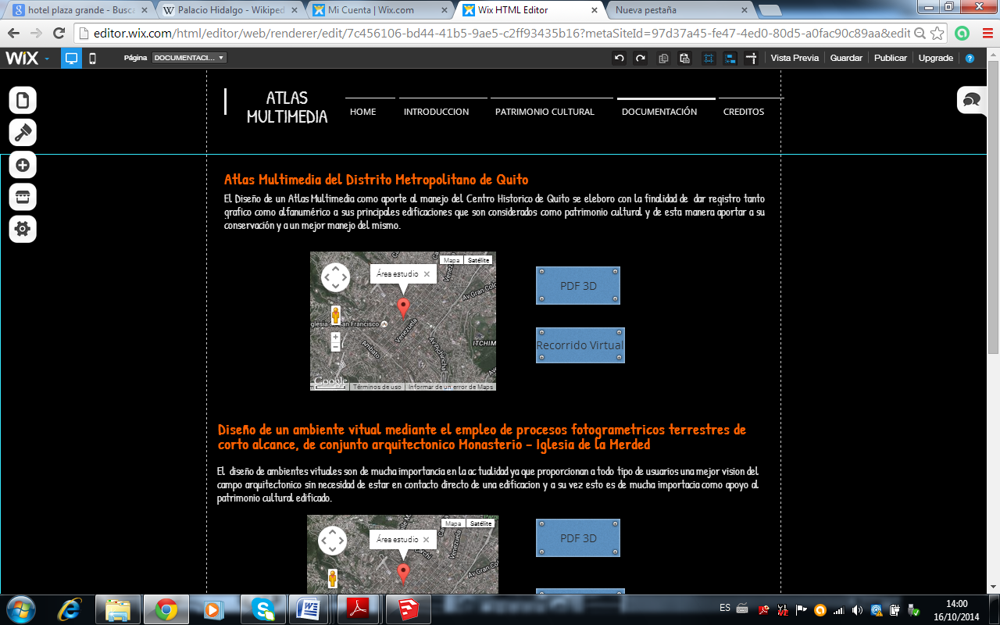 hotel plaza grande - Busca
Palacio Hidalgo - Wikiped
Mi Cuenta | Wix.com
Wix HTML Editor
Nueva pestaña
editor.wix.com/html/editor/web/renderer/edit/7c456106-bd44-41b5-9ae5-c2ff93435b16?metaSiteId=97d37a45-fe47-4ed0-80d5-a0fac90c89aa&edit
WiX
Página
DOCUMENTACI...
Vista Previa
Guardar
Publicar
Upgrade
?
ATLAS
MULTIMEDIA
HOME
INTRODUCCION
PATRIMONIO CULTURAL
DOCUMENTACIÓN
CREDITOS
Atlas Multimedia del Distrito Metropolitano de Quito
El Diseño de un Atlas Multimedia como aporte al manejo del Centro Historico de Quito se eleboro con la finalidad de dar registro tanto
grafico como alfanumérico a sus principales edificaciones que son considerados como patrimonio cultural y de esta manera aportar a su
conservación y a un mejor manejo del mismo.
Mapa
Satélite
Área estudio
Av Gran Colo
Iglesia de San Francisco
Venezuela
Ambato
Av Pichincha
ITCHIM
Google
Términos de uso
Informar de un error de Maps
PDF 3D
Recorrido Virtual
Diseño de un ambiente vitual mediante el empleo de procesos fotogrametricos terrestres de
corto alcance, de conjunto arquitectonico Monasterio - Iglesia de la Merded
El diseño de ambientes vituales son de mucha importancia en la ac tualidad ya que proporcionan a todo tipo de usuarios una mejor vision del
campo arquitectonico sin necesidad de estar en contacto directo de una edificacion y a su vez esto es de mucha importacia como apoyo al
patrimonio cultural edificado.
Mapa
Satélite
Área estudio
Venezuela
Av Gran Colo
PDF 3D
ES
14:00
16/10/2014